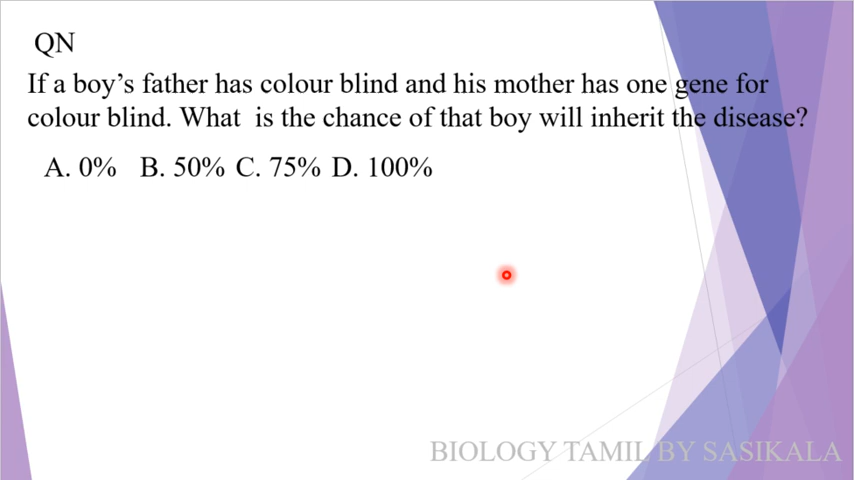 QN
If a boy’s father has colour blind and his mother has one gene for
colour blind. What is the chance of that boy will inherit the disease?
A. 0% B. 50% C. 75% D. 100%
BIOLOGY TAMIL BY SASIKALA